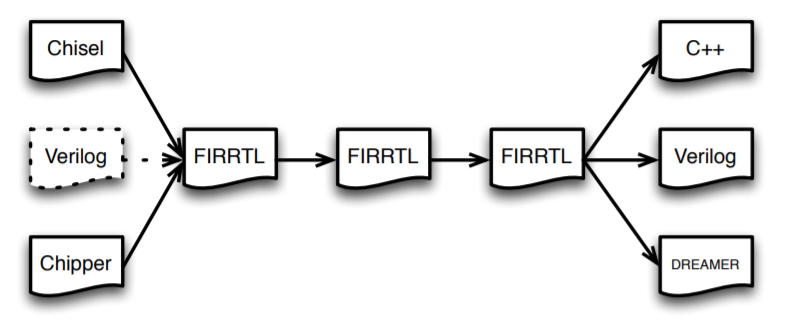 Chisel
C++
Verilog
FIRRTL
FIRRTL
FIRRTL
Verilog
Chipper
DREAMER